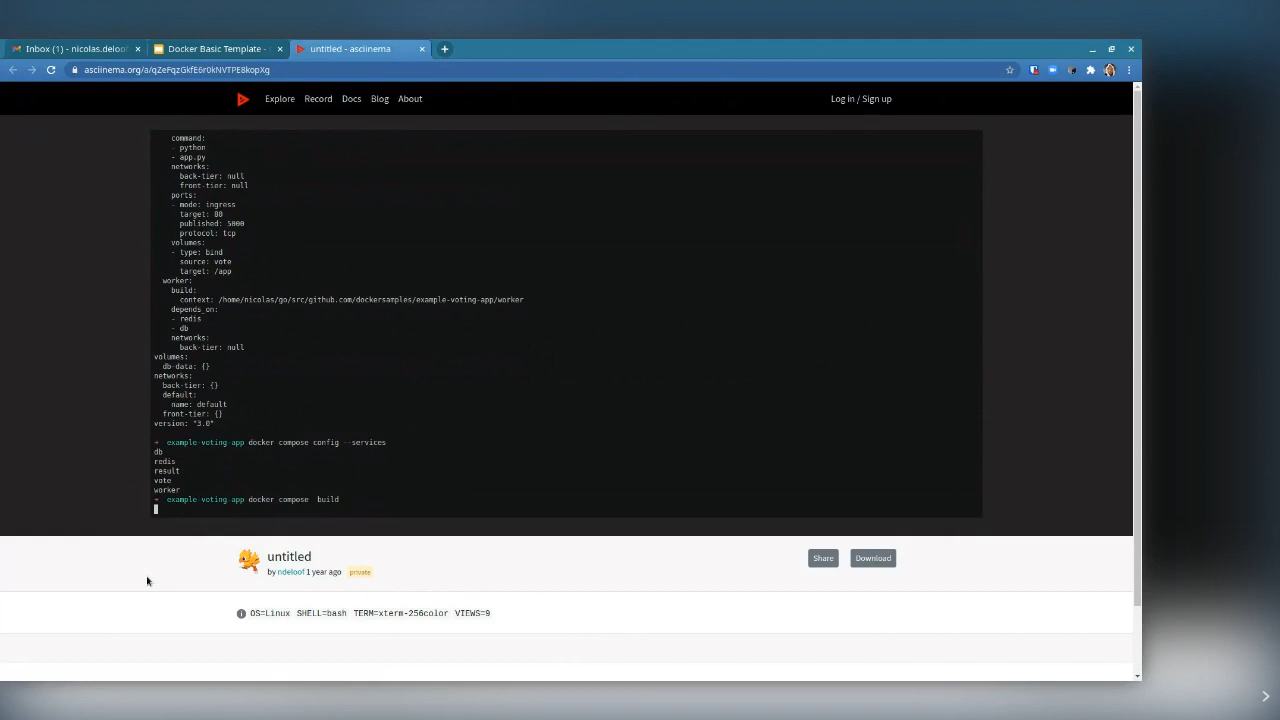 Inbox (1) - nicolas.deloof
Docker Basic Template -
untitled - asciinema
asciinema.org/a/qZeFqzGkfE6r0kNVTPE8kopXg
Explore Record Docs Blog About Log in / Sign up
command:
- python
- app.py
networks:
back-tier: null
front-tier: null
ports:
- mode: ingress
target: 80
published: 5000
protocol: tcp
volumes:
- type: bind
source: vote
target: /app
worker:
build:
context: /home/nicolas/go/src/github.com/dockersamples/example-voting-app/worker
depends_on:
- redis
- db
networks:
back-tier: null
volumes:
db-data: {}
networks:
back-tier: {}
default:
name: default
front-tier: {}
version: "3.0"
→ example-voting-app docker compose config --services
db
redis
result
vote
worker
→ example-voting-app docker compose build
untitled
by ndeloof 1 year ago private
Share Download
OS=Linux SHELL=bash TERM=xterm-256color VIEWS=9